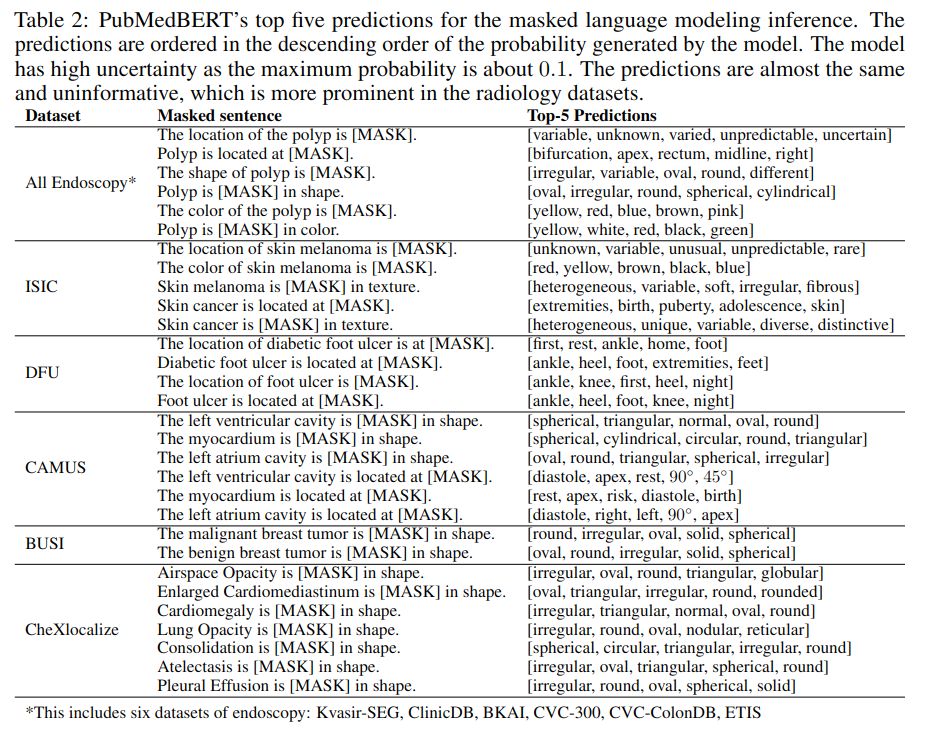 Table 2: PubMedBERT's top five predictions for the masked language modeling inference. The
predictions are ordered in the descending order of the probability generated by the model. The model
has high uncertainty as the maximum probability is about 0.1. The predictions are almost the same
and uninformative, which is more prominent in the radiology datasets.
Dataset Masked sentence Top-5 Predictions
The location of the polyp is [MASK]. [variable, unknown, varied, unpredictable, uncertain]
Polyp is located at [MASK]. [bifurcation, apex, rectum, midline, right]
The shape of polyp is [MASK]. [irregular, variable, oval, round, different]
All Endoscopy*
Polyp is [MASK] in shape. [oval, irregular, round, spherical, cylindrical]
The color of the polyp is [MASK]. [yellow, red, blue, brown, pink]
Polyp is [MASK] in color. [yellow, white, red, black, green]
The location of skin melanoma is [MASK]. [unknown, variable, unusual, unpredictable, rare]
The color of skin melanoma is [MASK]. [red, yellow, brown, black, blue]
ISIC Skin melanoma is [MASK] in texture. [heterogeneous, variable, soft, irregular, fibrous]
Skin cancer is located at [MASK]. [extremities, birth, puberty, adolescence, skin]
Skin cancer is [MASK] in texture. [heterogeneous, unique, variable, diverse, distinctive]
The location of diabetic foot ulcer is at [MASK]. [first, rest, ankle, home, foot]
Diabetic foot ulcer is located at [MASK]. [ankle, heel, foot, extremities, feet]
DFU
The location of foot ulcer is [MASK]. [ankle, knee, first, heel, night]
Foot ulcer is located at [MASK]. [ankle, heel, foot, knee, night]
The left ventricular cavity is [MASK] in shape. [spherical, triangular, normal, oval, round]
The myocardium is [MASK] in shape. [spherical, cylindrical, circular, round, triangular]
The left atrium cavity is [MASK] in shape. [oval, round, triangular, spherical, irregular]
CAMUS
The left ventricular cavity is located at [MASK]. [diastole, apex, rest, 90°, 45°]
The myocardium is located at [MASK]. [rest, apex, risk, diastole, birth]
The left atrium cavity is located at [MASK]. [diastole, right, left, 90°, apex]
The malignant breast tumor is [MASK] in shape. [round, irregular, oval, solid, spherical]
BUSI
The benign breast tumor is [MASK] in shape. [oval, round, irregular, solid, spherical]
Airspace Opacity is [MASK] in shape. [irregular, oval, round, triangular, globular]
Enlarged Cardiomediastinum is [MASK] in shape. [oval, triangular, irregular, round, rounded]
Cardiomegaly is [MASK] in shape. [irregular, triangular, normal, oval, round]
CheXlocalize Lung Opacity is [MASK] in shape. [irregular, round, oval, nodular, reticular]
Consolidation is [MASK] in shape. [spherical, circular, triangular, irregular, round]
Atelectasis is [MASK] in shape. [irregular, oval, triangular, spherical, round]
Pleural Effusion is [MASK] in shape. [irregular, round, oval, spherical, solid]
*This includes six datasets of endoscopy: Kvasir-SEG, ClinicDB, BKAI, CVC-300, CVC-ColonDB, ETIS